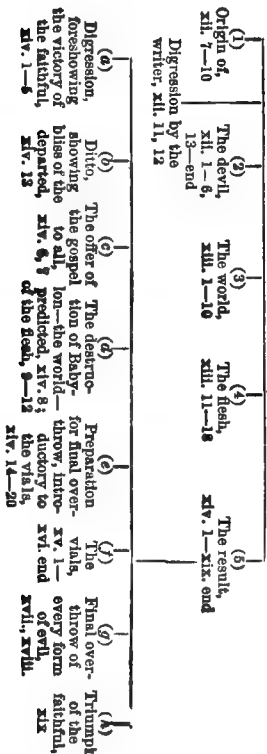 (1)
Origin of,
xii. 7—10
(2)
The devil,
xii. 1—6,
13—end
Digression by the
writer, xii. 11, 12
(3)
The world,
xiii. 1—10
(4)
The flesh,
xiii. 11—18
(5)
The result,
xiv. 1—xix. end
(a)
Digression,
foreshowing
the victory of
the faithful,
xiv. 1—5
(b)
Ditto,
showing the
bliss of the
departed,
xiv. 13
(c)
The offer of
the gospel
to all,
xiv. 6, 7
(d)
The destruc-
tion of Baby-
lon—the world—
predicted, xiv. 8;
of the flesh, 9—12
(e)
Preparation
for final over-
throw, intro-
ductory to
the vials,
xiv. 14—20
(f)
The
vials,
xv. 1—
xvi. end
(g)
Final over-
throw of
every form
of evil,
xvii., xviii.
(h)
Triumph
of the
faithful,
xix